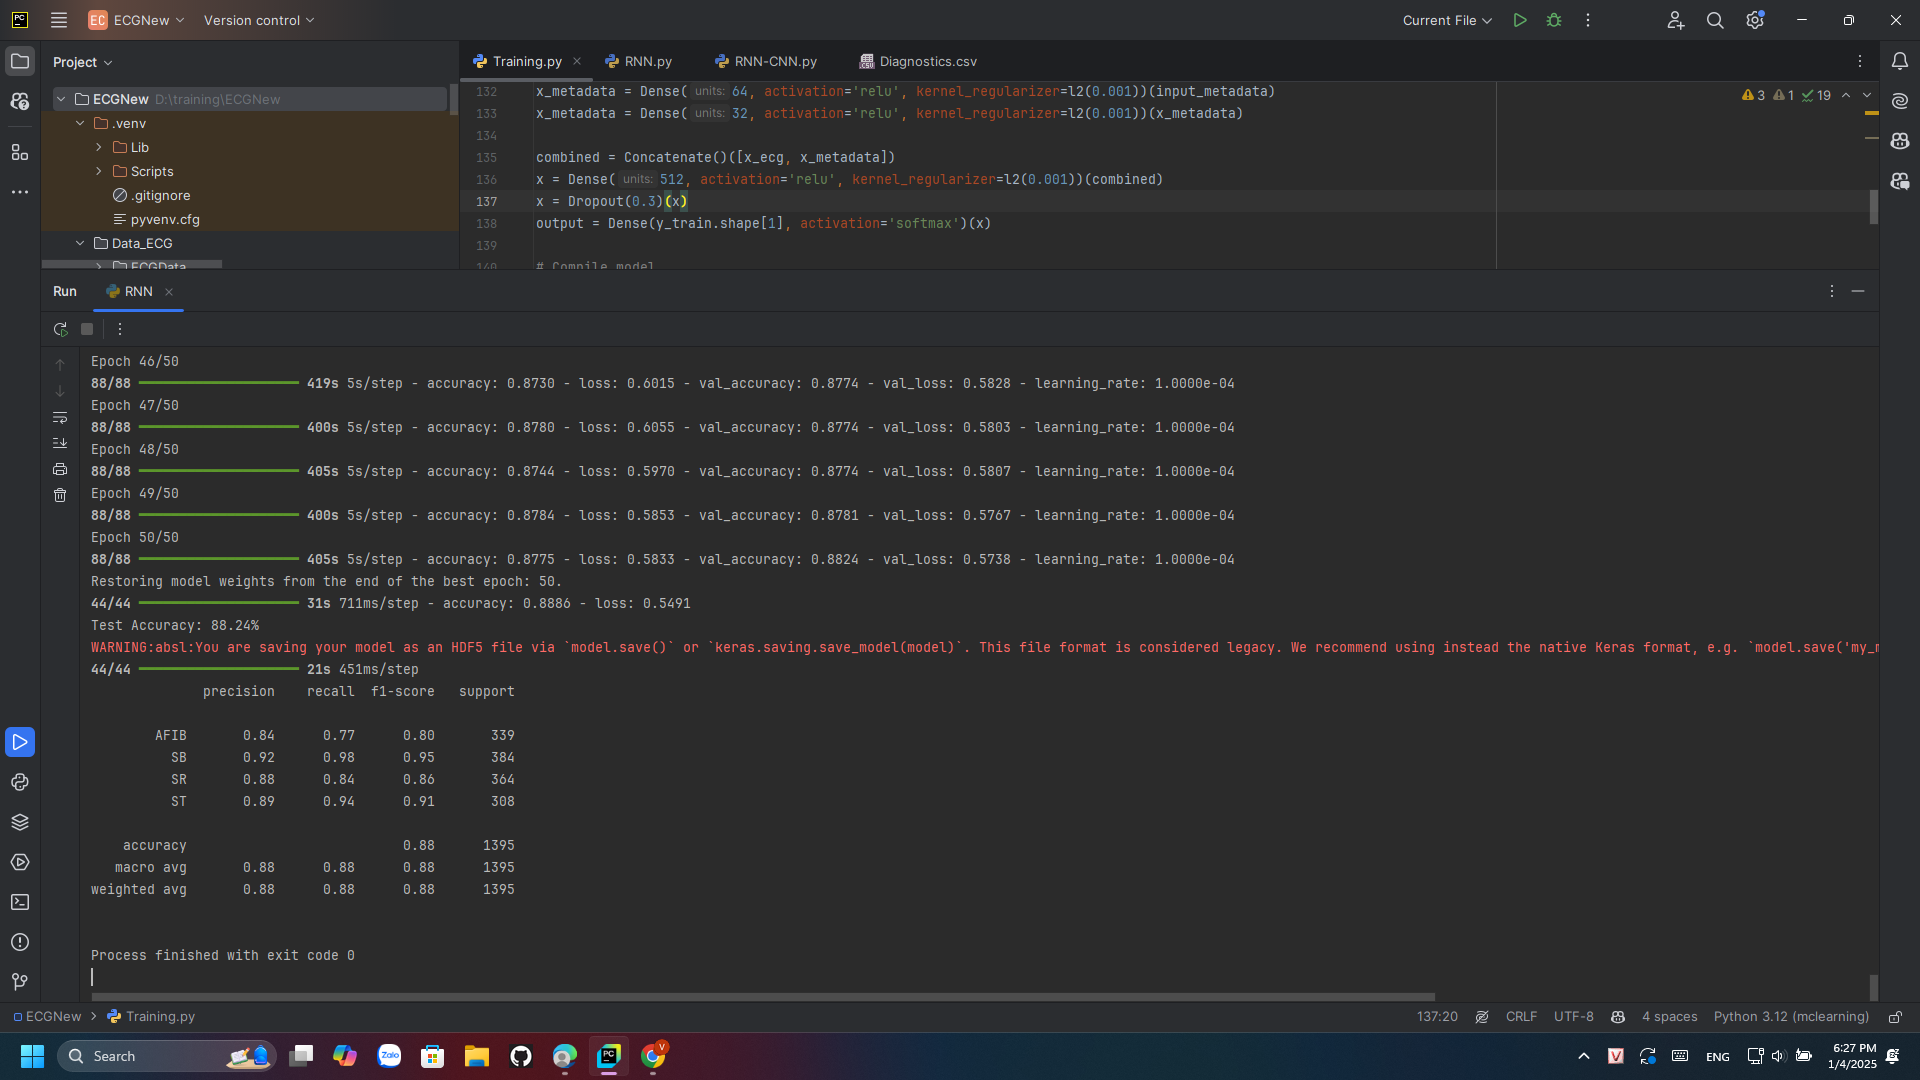 PC
EC ECGNew Version control Current File
Project
Training.py RNN.py RNN-CNN.py Diagnostics.csv
ECGNew D:\training\ECGNew
.venv
Lib
Scripts
.gitignore
pyvenv.cfg
Data_ECG
ECGData
3 1 19
132 x_metadata = Dense( units: 64, activation='relu', kernel_regularizer=l2(0.001))(input_metadata)
133 x_metadata = Dense( units: 32, activation='relu', kernel_regularizer=l2(0.001))(x_metadata)
134
135 combined = Concatenate()([x_ecg, x_metadata])
136 x = Dense( units: 512, activation='relu', kernel_regularizer=l2(0.001))(combined)
137 x = Dropout(0.3)(x)
138 output = Dense(y_train.shape[1], activation='softmax')(x)
139
140 # Compile model
Run RNN
Epoch 46/50
88/88 419s 5s/step - accuracy: 0.8730 - loss: 0.6015 - val_accuracy: 0.8774 - val_loss: 0.5828 - learning_rate: 1.0000e-04
Epoch 47/50
88/88 400s 5s/step - accuracy: 0.8780 - loss: 0.6055 - val_accuracy: 0.8774 - val_loss: 0.5803 - learning_rate: 1.0000e-04
Epoch 48/50
88/88 405s 5s/step - accuracy: 0.8744 - loss: 0.5970 - val_accuracy: 0.8774 - val_loss: 0.5807 - learning_rate: 1.0000e-04
Epoch 49/50
88/88 400s 5s/step - accuracy: 0.8784 - loss: 0.5853 - val_accuracy: 0.8781 - val_loss: 0.5767 - learning_rate: 1.0000e-04
Epoch 50/50
88/88 405s 5s/step - accuracy: 0.8775 - loss: 0.5833 - val_accuracy: 0.8824 - val_loss: 0.5738 - learning_rate: 1.0000e-04
Restoring model weights from the end of the best epoch: 50.
44/44 31s 711ms/step - accuracy: 0.8886 - loss: 0.5491
Test Accuracy: 88.24%
WARNING:absl:You are saving your model as an HDF5 file via `model.save()` or `keras.saving.save_model(model)`. This file format is considered legacy. We recommend using instead the native Keras format, e.g. `model.save('my_m
44/44 21s 451ms/step
precision recall f1-score support
AFIB 0.84 0.77 0.80 339
SB 0.92 0.98 0.95 384
SR 0.88 0.84 0.86 364
ST 0.89 0.94 0.91 308
accuracy 0.88 1395
macro avg 0.88 0.88 0.88 1395
weighted avg 0.88 0.88 0.88 1395
Process finished with exit code 0
ECGNew Training.py 137:20 CRLF UTF-8 4 spaces Python 3.12 (mclearning)
Search Zalo PC V V ENG 6:27 PM
1/4/2025